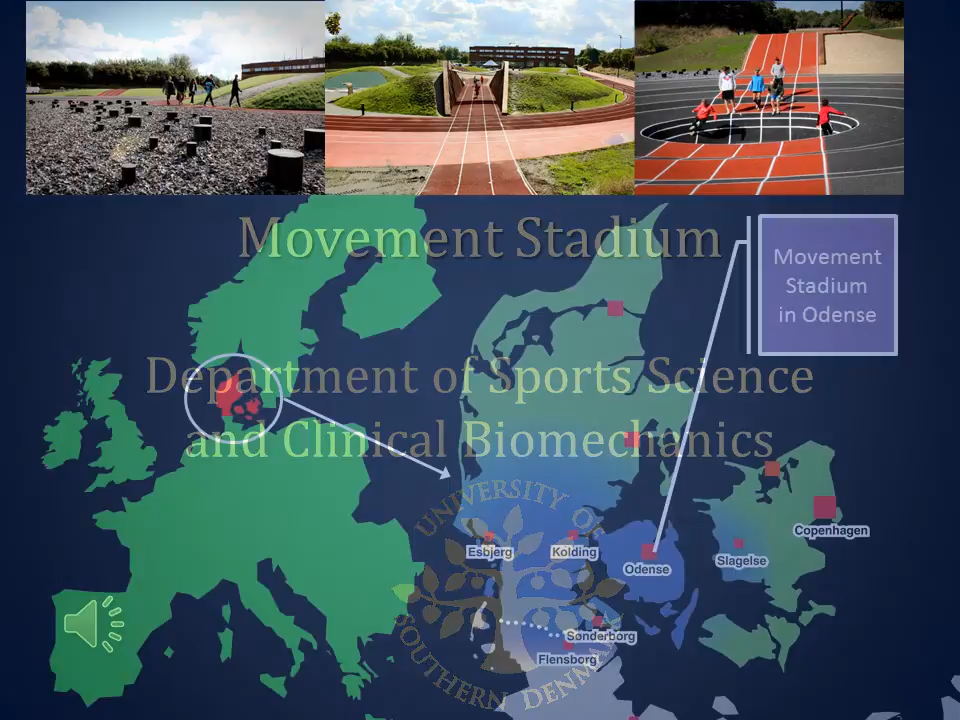 Movement Stadium
Movement
Stadium
in Odense
Department of Sports Science
and Clinical Biomechanics
UNIVERSITY OF
SOUTHERN DENMARK
Esbjerg
Kolding
Odense
Slagelse
Copenhagen
Sønderborg
Flensborg